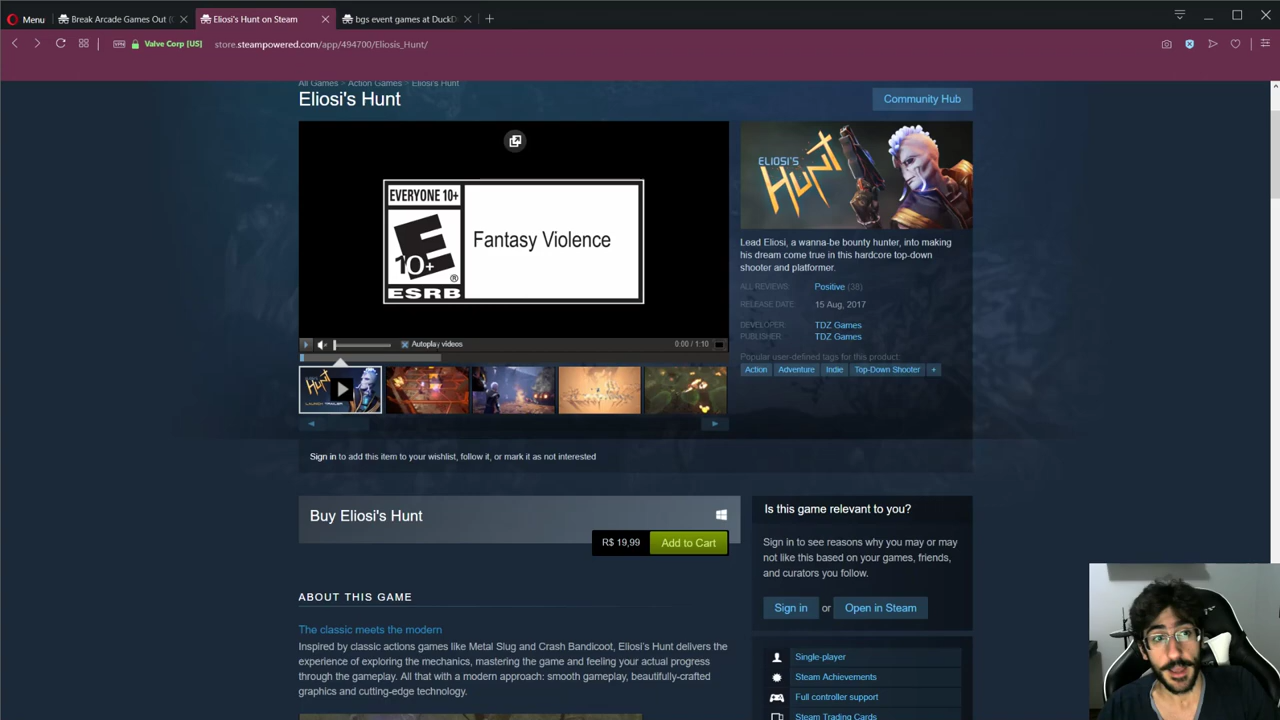 Menu
Break Arcade Games Out (
Eliosi's Hunt on Steam
bgs event games at DuckD
VPN
Valve Corp [US]
store.steampowered.com/app/494700/Eliosis_Hunt/
All Games > Action Games > Eliosi's Hunt
Eliosi's Hunt
Community Hub
EVERYONE 10+
E
10+
®
ESRB
Fantasy Violence
ELIOSI'S
HUNT
Lead Eliosi, a wanna-be bounty hunter, into making
his dream come true in this hardcore top-down
shooter and platformer.
ALL REVIEWS: Positive (38)
RELEASE DATE: 15 Aug, 2017
DEVELOPER: TDZ Games
PUBLISHER: TDZ Games
Popular user-defined tags for this product:
Action
Adventure
Indie
Top-Down Shooter
+
Autoplay videos
0:00 / 1:10
HUNT
LAUNCH TRAILER
Sign in to add this item to your wishlist, follow it, or mark it as not interested
Buy Eliosi's Hunt
R$ 19,99
Add to Cart
Is this game relevant to you?
Sign in to see reasons why you may or may
not like this based on your games, friends,
and curators you follow.
Sign in or Open in Steam
ABOUT THIS GAME
The classic meets the modern
Inspired by classic actions games like Metal Slug and Crash Bandicoot, Eliosi's Hunt delivers the
experience of exploring the mechanics, mastering the game and feeling your actual progress
through the gameplay. All that with a modern approach: smooth gameplay, beautifully-crafted
graphics and cutting-edge technology.
Single-player
Steam Achievements
Full controller support
Steam Trading Cards